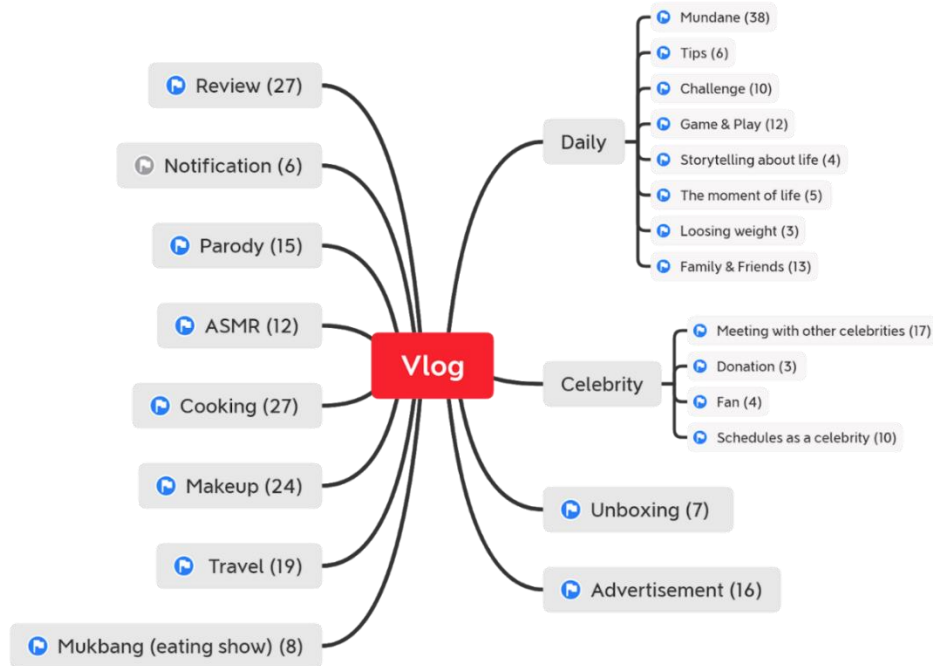 Vlog
Review (27)
Notification (6)
Parody (15)
ASMR (12)
Cooking (27)
Makeup (24)
Travel (19)
Mukbang (eating show) (8)
Daily
Mundane (38)
Tips (6)
Challenge (10)
Game & Play (12)
Storytelling about life (4)
The moment of life (5)
Loosing weight (3)
Family & Friends (13)
Celebrity
Meeting with other celebrities (17)
Donation (3)
Fan (4)
Schedules as a celebrity (10)
Unboxing (7)
Advertisement (16)